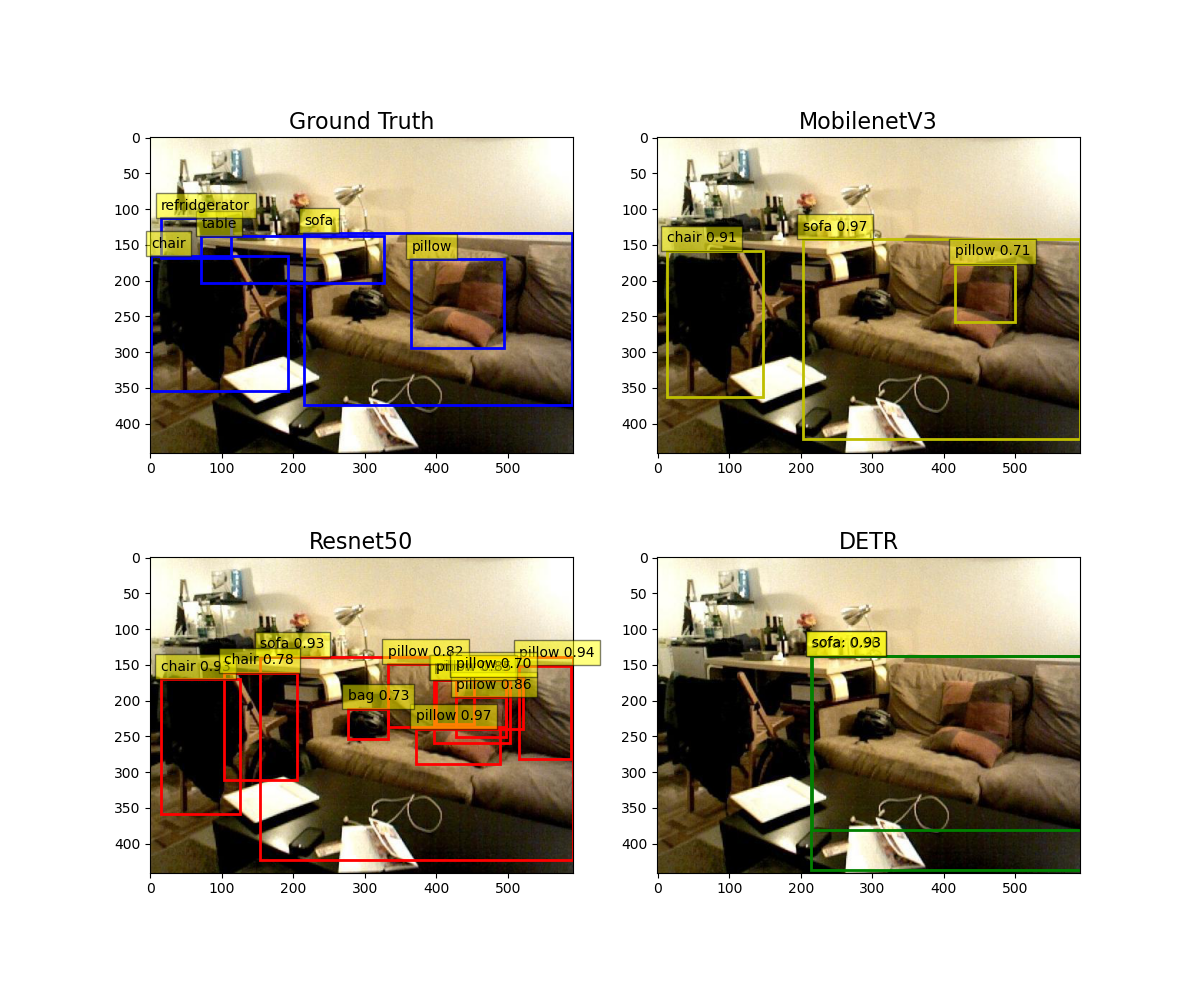 Ground Truth
MobilenetV3
0
50
100
150
200
250
300
350
400
0 100 200 300 400 500
refridgerator
table
sofa
chair
pillow
0
50
100
150
200
250
300
350
400
0 100 200 300 400 500
sofa 0.97
chair 0.91
pillow 0.71
Resnet50
DETR
0
50
100
150
200
250
300
350
400
0 100 200 300 400 500
sofa 0.93
chair 0.78
pillow 0.82
pillow 0.94
pillow 0.70
pillow 0.86
bag 0.73
pillow 0.97
chair
0
50
100
150
200
250
300
350
400
0 100 200 300 400 500
sofa: